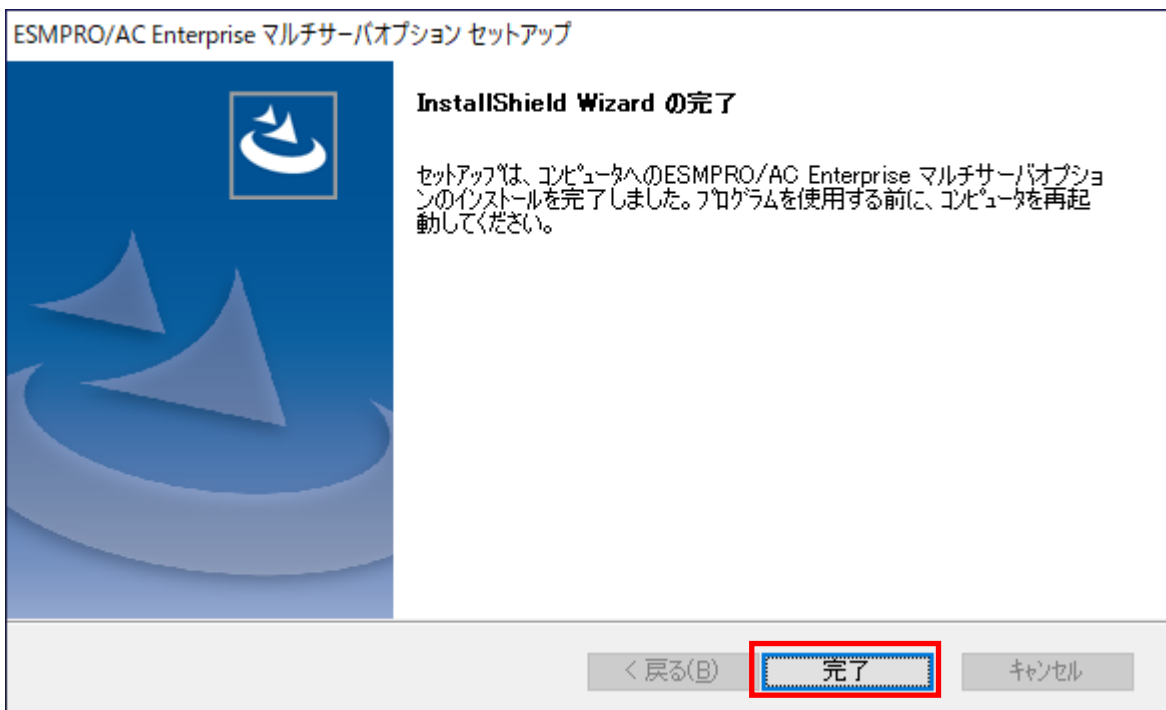 ESMPRO/AC Enterprise マルチサーバオプション セットアップ
InstallShield Wizard の完了
ｾｯﾄｱｯﾌﾟは、ｺﾝﾋﾟｭｰﾀへのESMPRO/AC Enterprise マルチサーバオプショ
ンのｲﾝｽﾄｰﾙを完了しました。ﾌﾟﾛｸﾞﾗﾑを使用する前に、ｺﾝﾋﾟｭｰﾀを再起
動してください。
< 戻る(B)
完了
ｷｬﾝｾﾙ